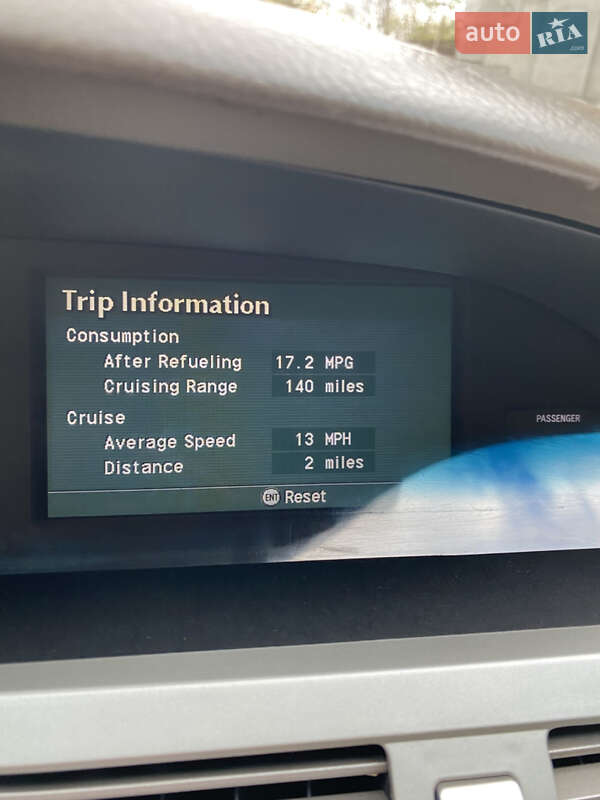 auto RIA.com
Trip Information
Consumption
After Refueling 17.2 MPG
Cruising Range 140 miles
Cruise
Average Speed 13 MPH
Distance 2 miles
ENT Reset
PASSENGER